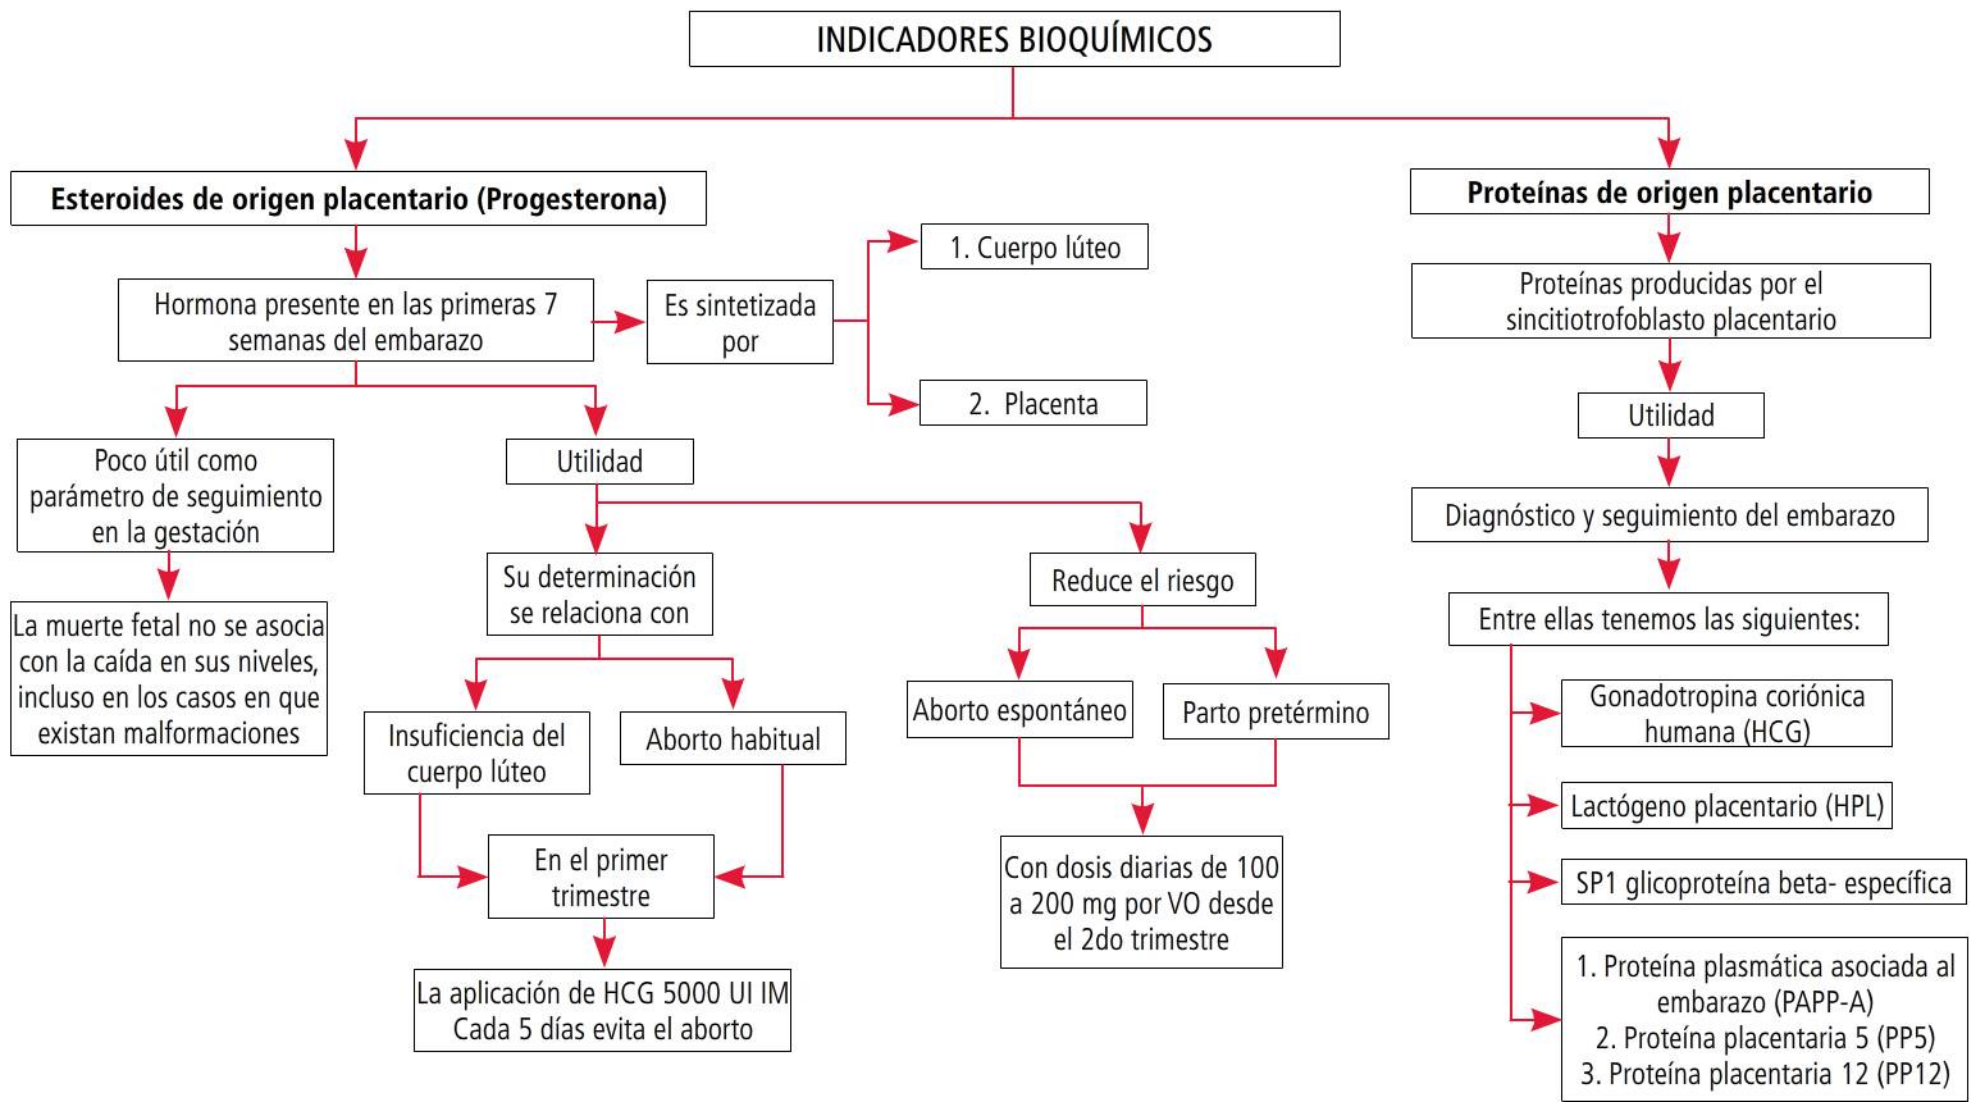 INDICADORES BIOQUÍMICOS
Esteroides de origen placentario (Progesterona)
Hormona presente en las primeras 7
semanas del embarazo
Es sintetizada
por
1. Cuerpo lúteo
2. Placenta
Poco útil como
parámetro de seguimiento
en la gestación
La muerte fetal no se asocia
con la caída en sus niveles,
incluso en los casos en que
existan malformaciones
Utilidad
Su determinación
se relaciona con
Insuficiencia del
cuerpo lúteo
Aborto habitual
En el primer
trimestre
La aplicación de HCG 5000 UI IM
Cada 5 días evita el aborto
Reduce el riesgo
Aborto espontáneo
Parto pretérmino
Con dosis diarias de 100
a 200 mg por VO desde
el 2do trimestre
Proteínas de origen placentario
Proteínas producidas por el
sincitiotrofoblasto placentario
Utilidad
Diagnóstico y seguimiento del embarazo
Entre ellas tenemos las siguientes:
Gonadotropina coriónica
humana (HCG)
Lactógeno placentario (HPL)
SP1 glicoproteína beta- específica
1. Proteína plasmática asociada al
embarazo (PAPP-A)
2. Proteína placentaria 5 (PP5)
3. Proteína placentaria 12 (PP12)